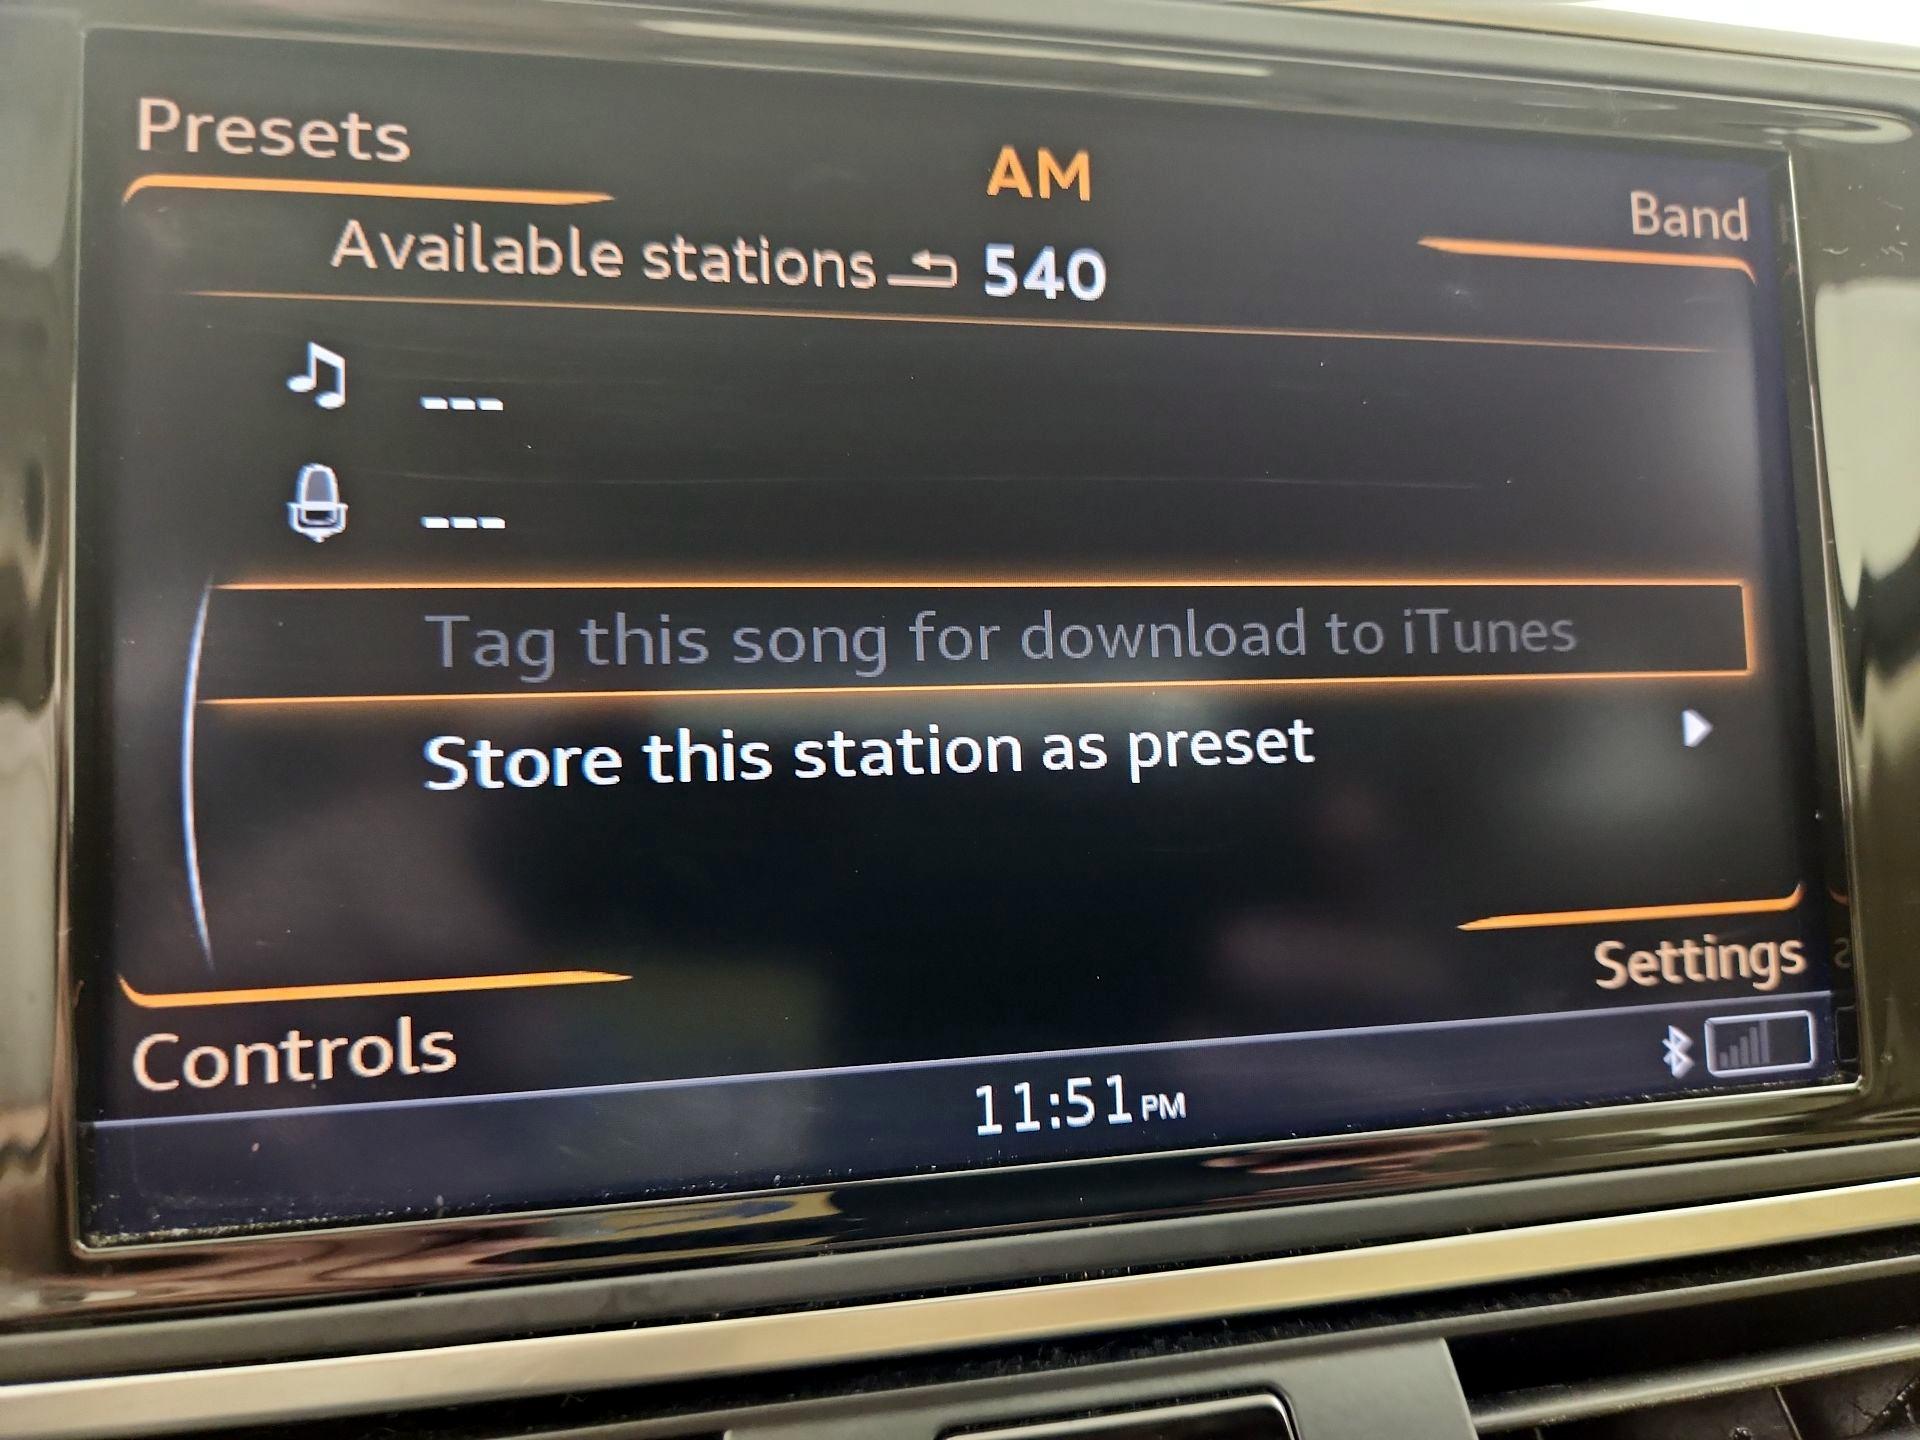 Presets
AM
Band
Available stations 540
---
---
Tag this song for download to iTunes
Store this station as preset
Settings
Controls
11:51 PM